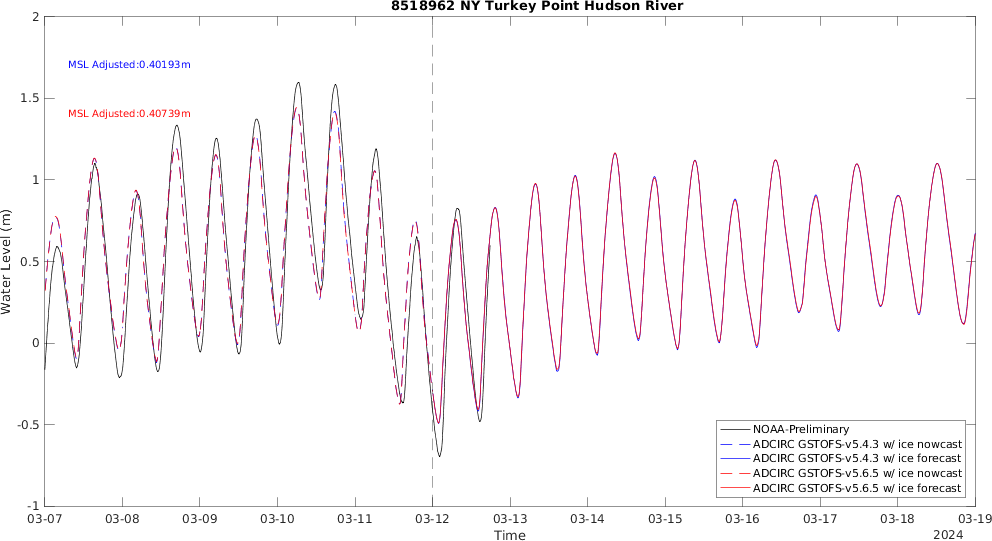 8518962 NY Turkey Point Hudson River
2
1.5
1
0.5
0
-0.5
-1
Water Level (m)
MSL Adjusted:0.40193m
MSL Adjusted:0.40739m
NOAA-Preliminary
ADCIRC GSTOFS-v5.4.3 w/ ice nowcast
ADCIRC GSTOFS-v5.4.3 w/ ice forecast
ADCIRC GSTOFS-v5.6.5 w/ ice nowcast
ADCIRC GSTOFS-v5.6.5 w/ ice forecast
03-07 03-08 03-09 03-10 03-11 03-12 03-13 03-14 03-15 03-16 03-17 03-18 03-19
Time
2024